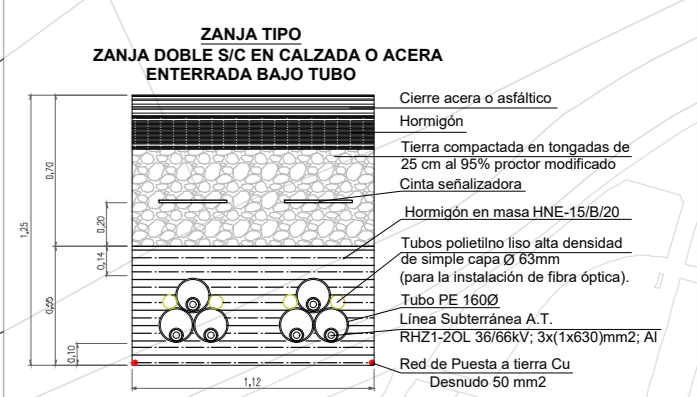 ZANJA TIPO
ZANJA DOBLE S/C EN CALZADA O ACERA
ENTERRADA BAJO TUBO
Cierre acera o asfáltico
Hormigón
Tierra compactada en tongadas de
25 cm al 95% proctor modificado
Cinta señalizadora
Hormigón en masa HNE-15/B/20
Tubos polietilno liso alta densidad
de simple capa Ø 63mm
(para la instalación de fibra óptica).
Tubo PE 160Ø
Línea Subterránea A.T.
RHZ1-2OL 36/66kV; 3x(1x630)mm2; Al
Red de Puesta a tierra Cu
Desnudo 50 mm2
1,25
0,70
0,20
0,14
0,55
0,10
1,12